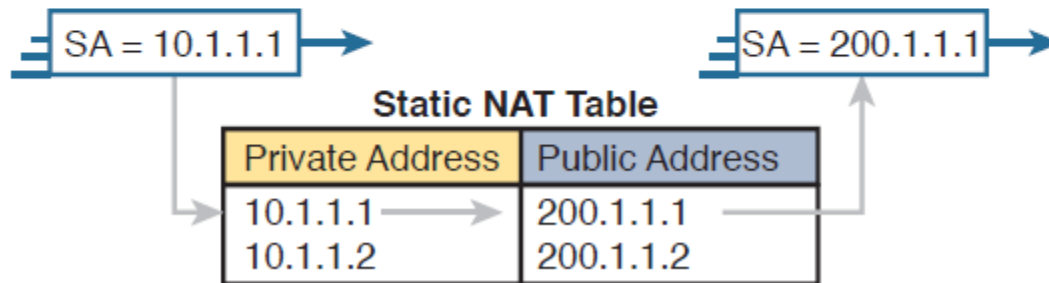 SA = 10.1.1.1
SA = 200.1.1.1
Static NAT Table
Private Address Public Address
10.1.1.1 200.1.1.1
10.1.1.2 200.1.1.2